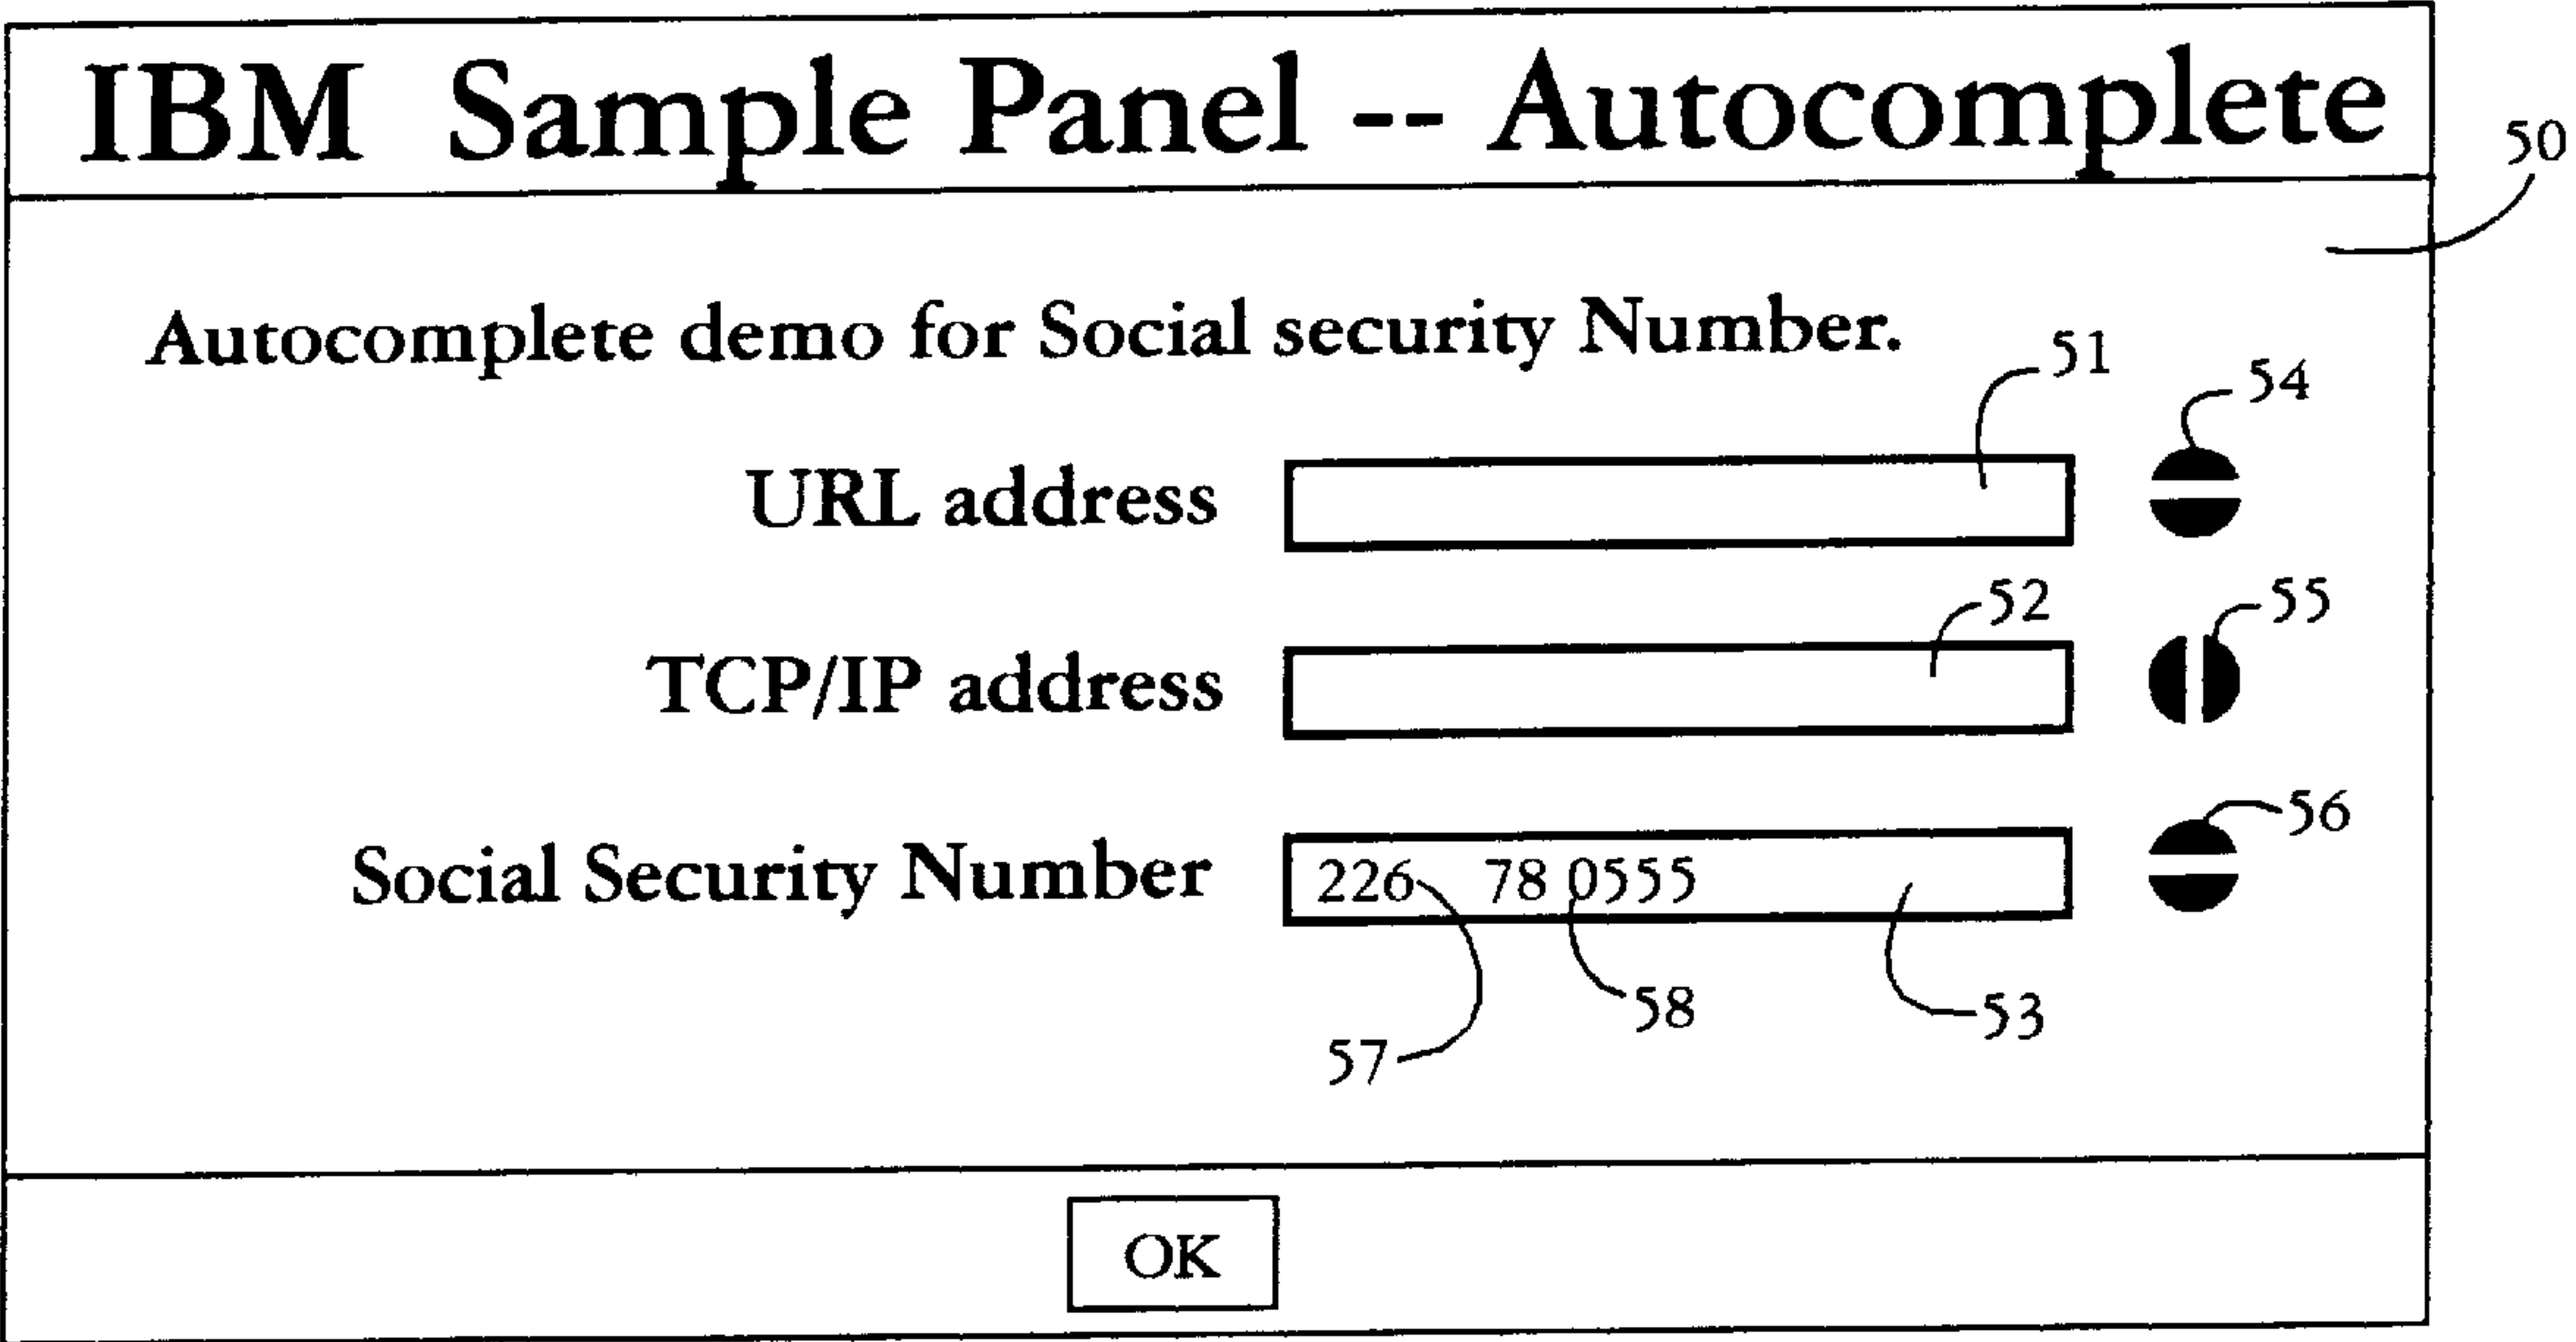 IBM Sample Panel -- Autocomplete
50
Autocomplete demo for Social security Number.
51
54
URL address
52
55
TCP/IP address
56
Social Security Number 226 78 0555
58
53
57
OK